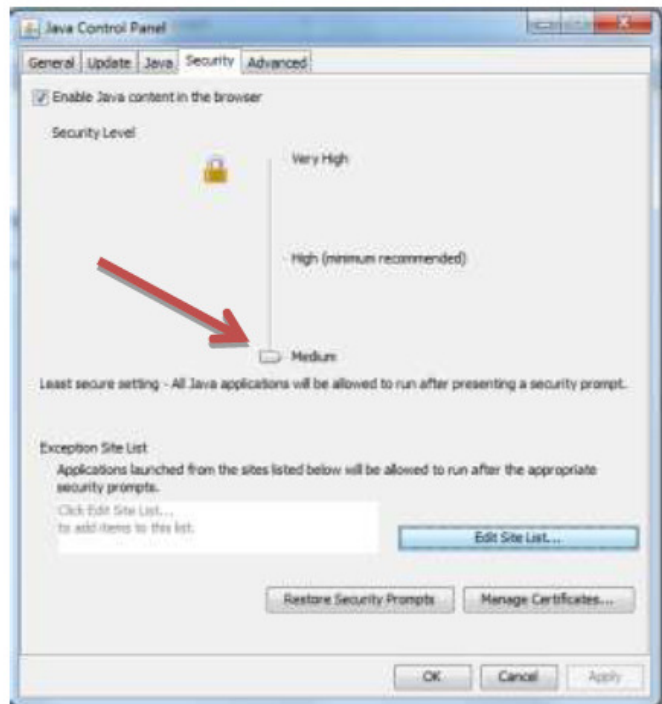 Java Control Panel
General Update Java Security Advanced
Enable Java content in the browser
Security Level
Very High
High (minimum recommended)
Medium
Least secure setting - All Java applications will be allowed to run after presenting a security prompt.
Exception Site List
Applications launched from the sites listed below will be allowed to run after the appropriate
security prompts.
Click Edit Site List...
to add items to this list.
Edit Site List...
Restore Security Prompts Manage Certificates...
OK Cancel Apply